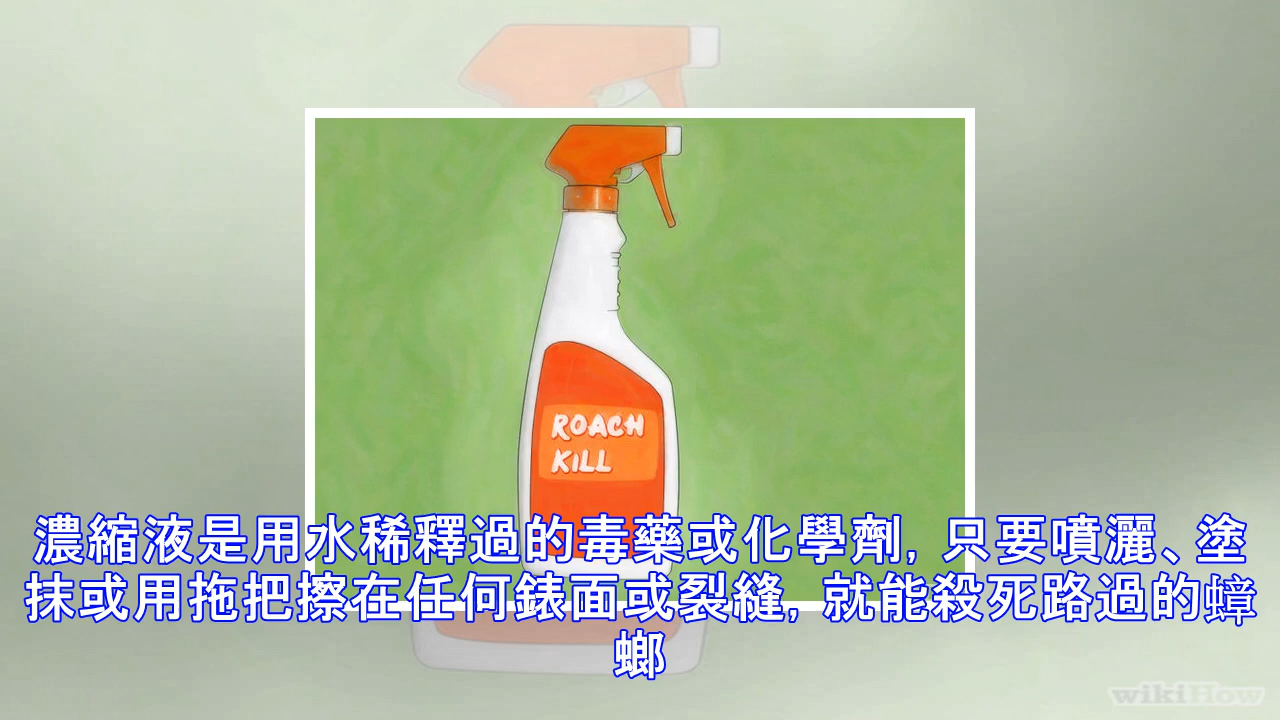 ROACH
KILL
濃縮液是用水稀釋過的毒藥或化學劑, 只要噴灑、塗
抹或用拖把擦在任何錶面或裂縫, 就能殺死路過的蟑
螂
wikiHow